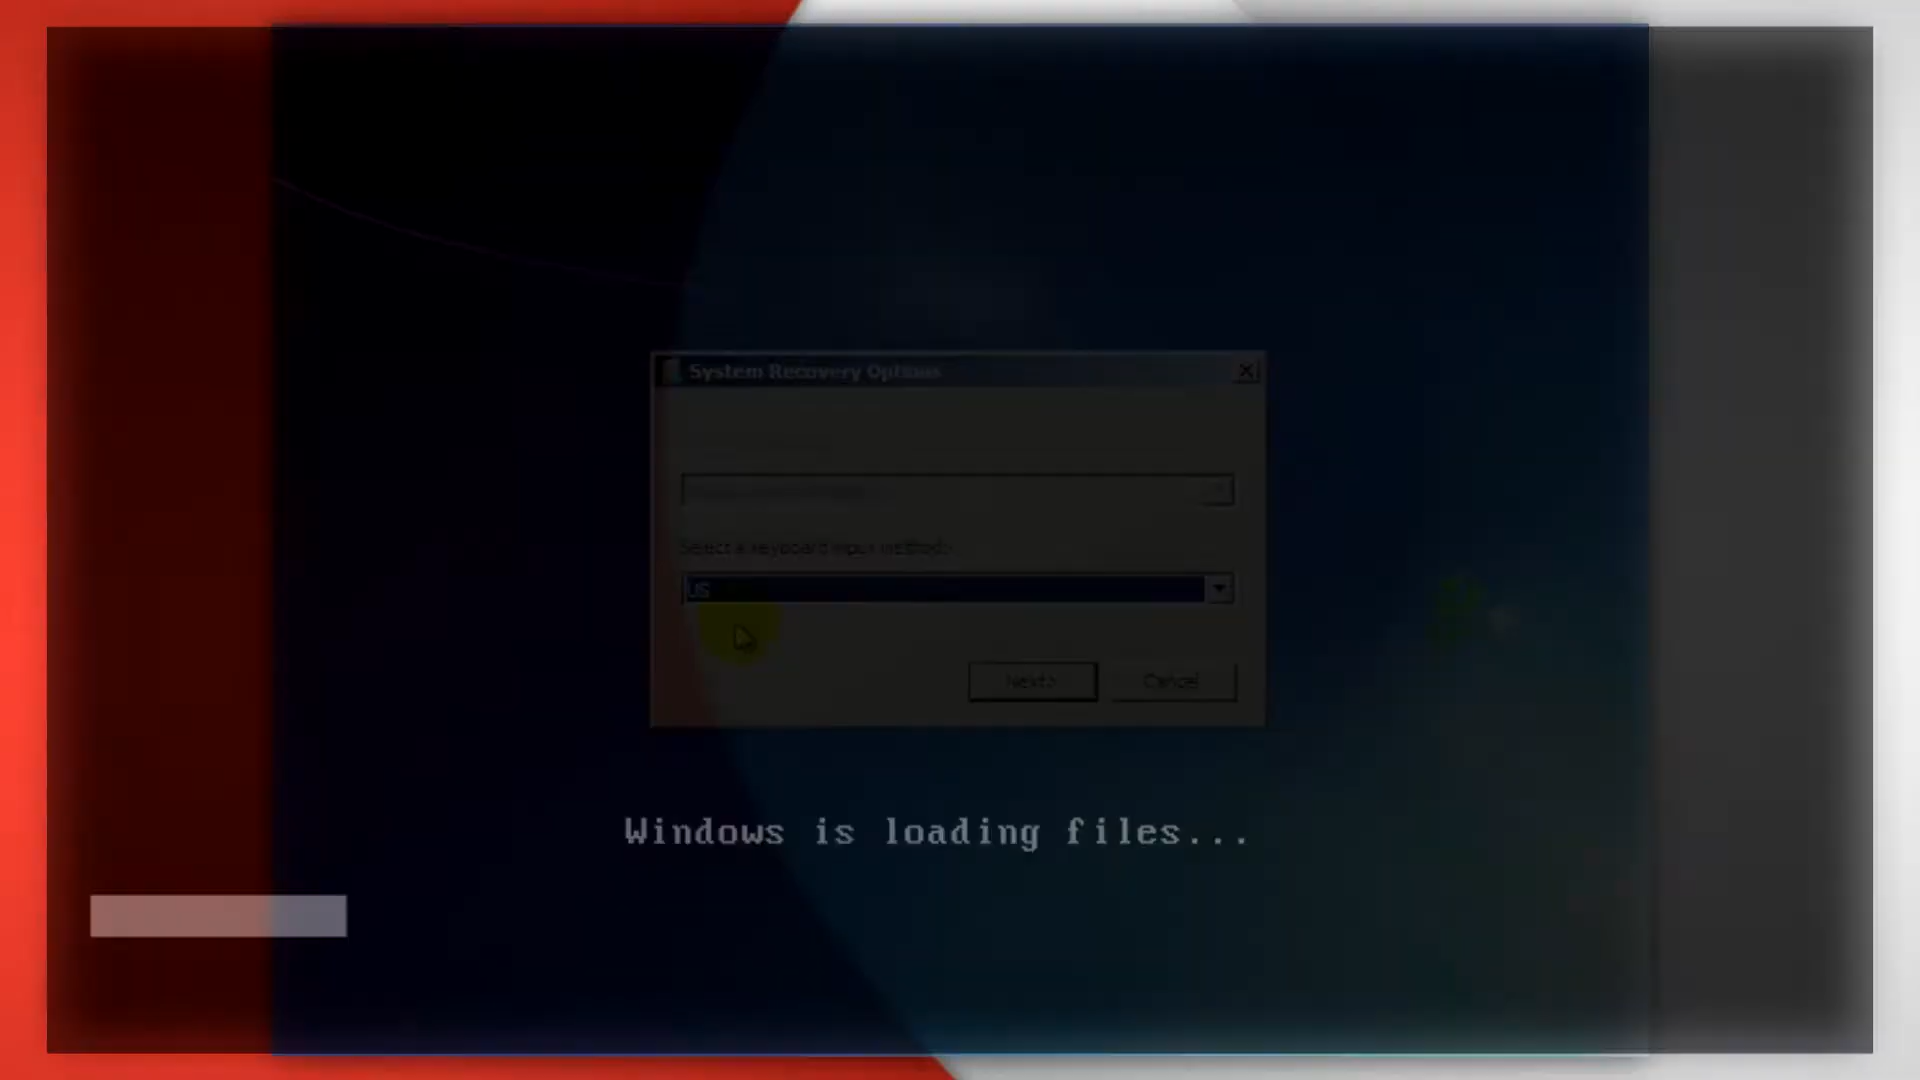 System Recovery Options
Select a keyboard input method:
US
Next >
Cancel
Windows is loading files...